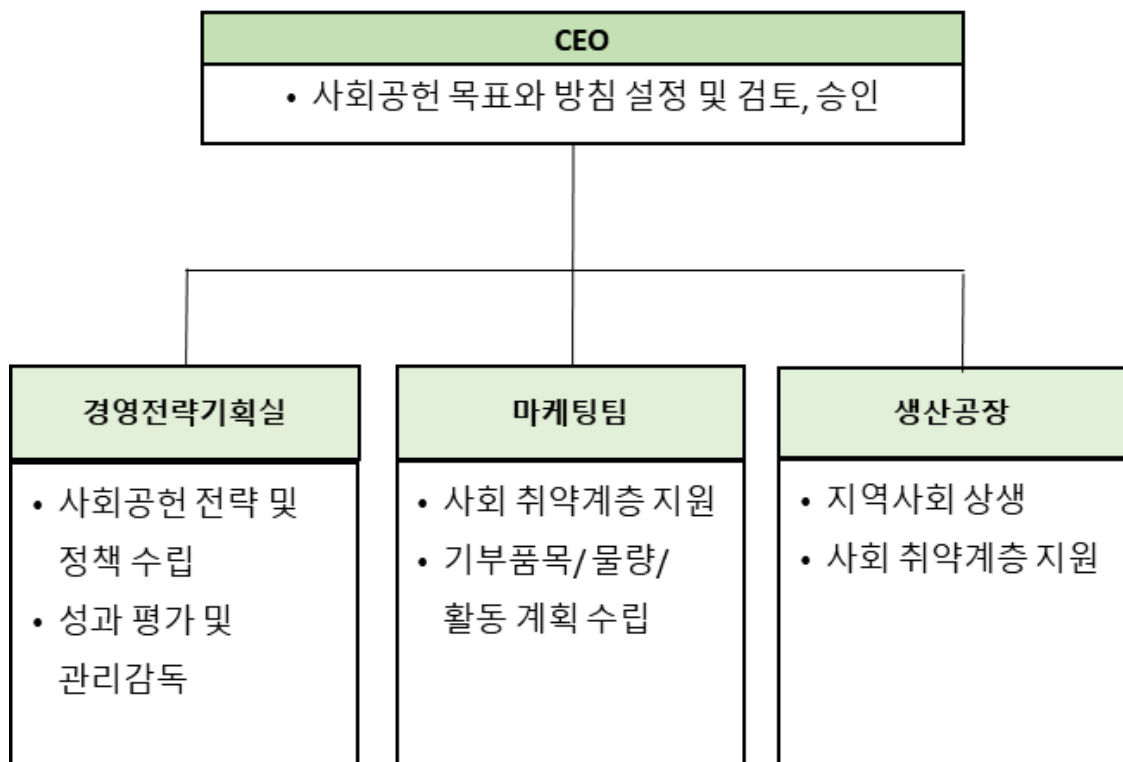 CEO
• 사회공헌 목표와 방침 설정 및 검토, 승인
경영전략기획실
• 사회공헌 전략 및
정책 수립
• 성과 평가 및
관리감독
마케팅팀
• 사회 취약계층 지원
• 기부품목/ 물량/
활동 계획 수립
생산공장
• 지역사회 상생
• 사회 취약계층 지원